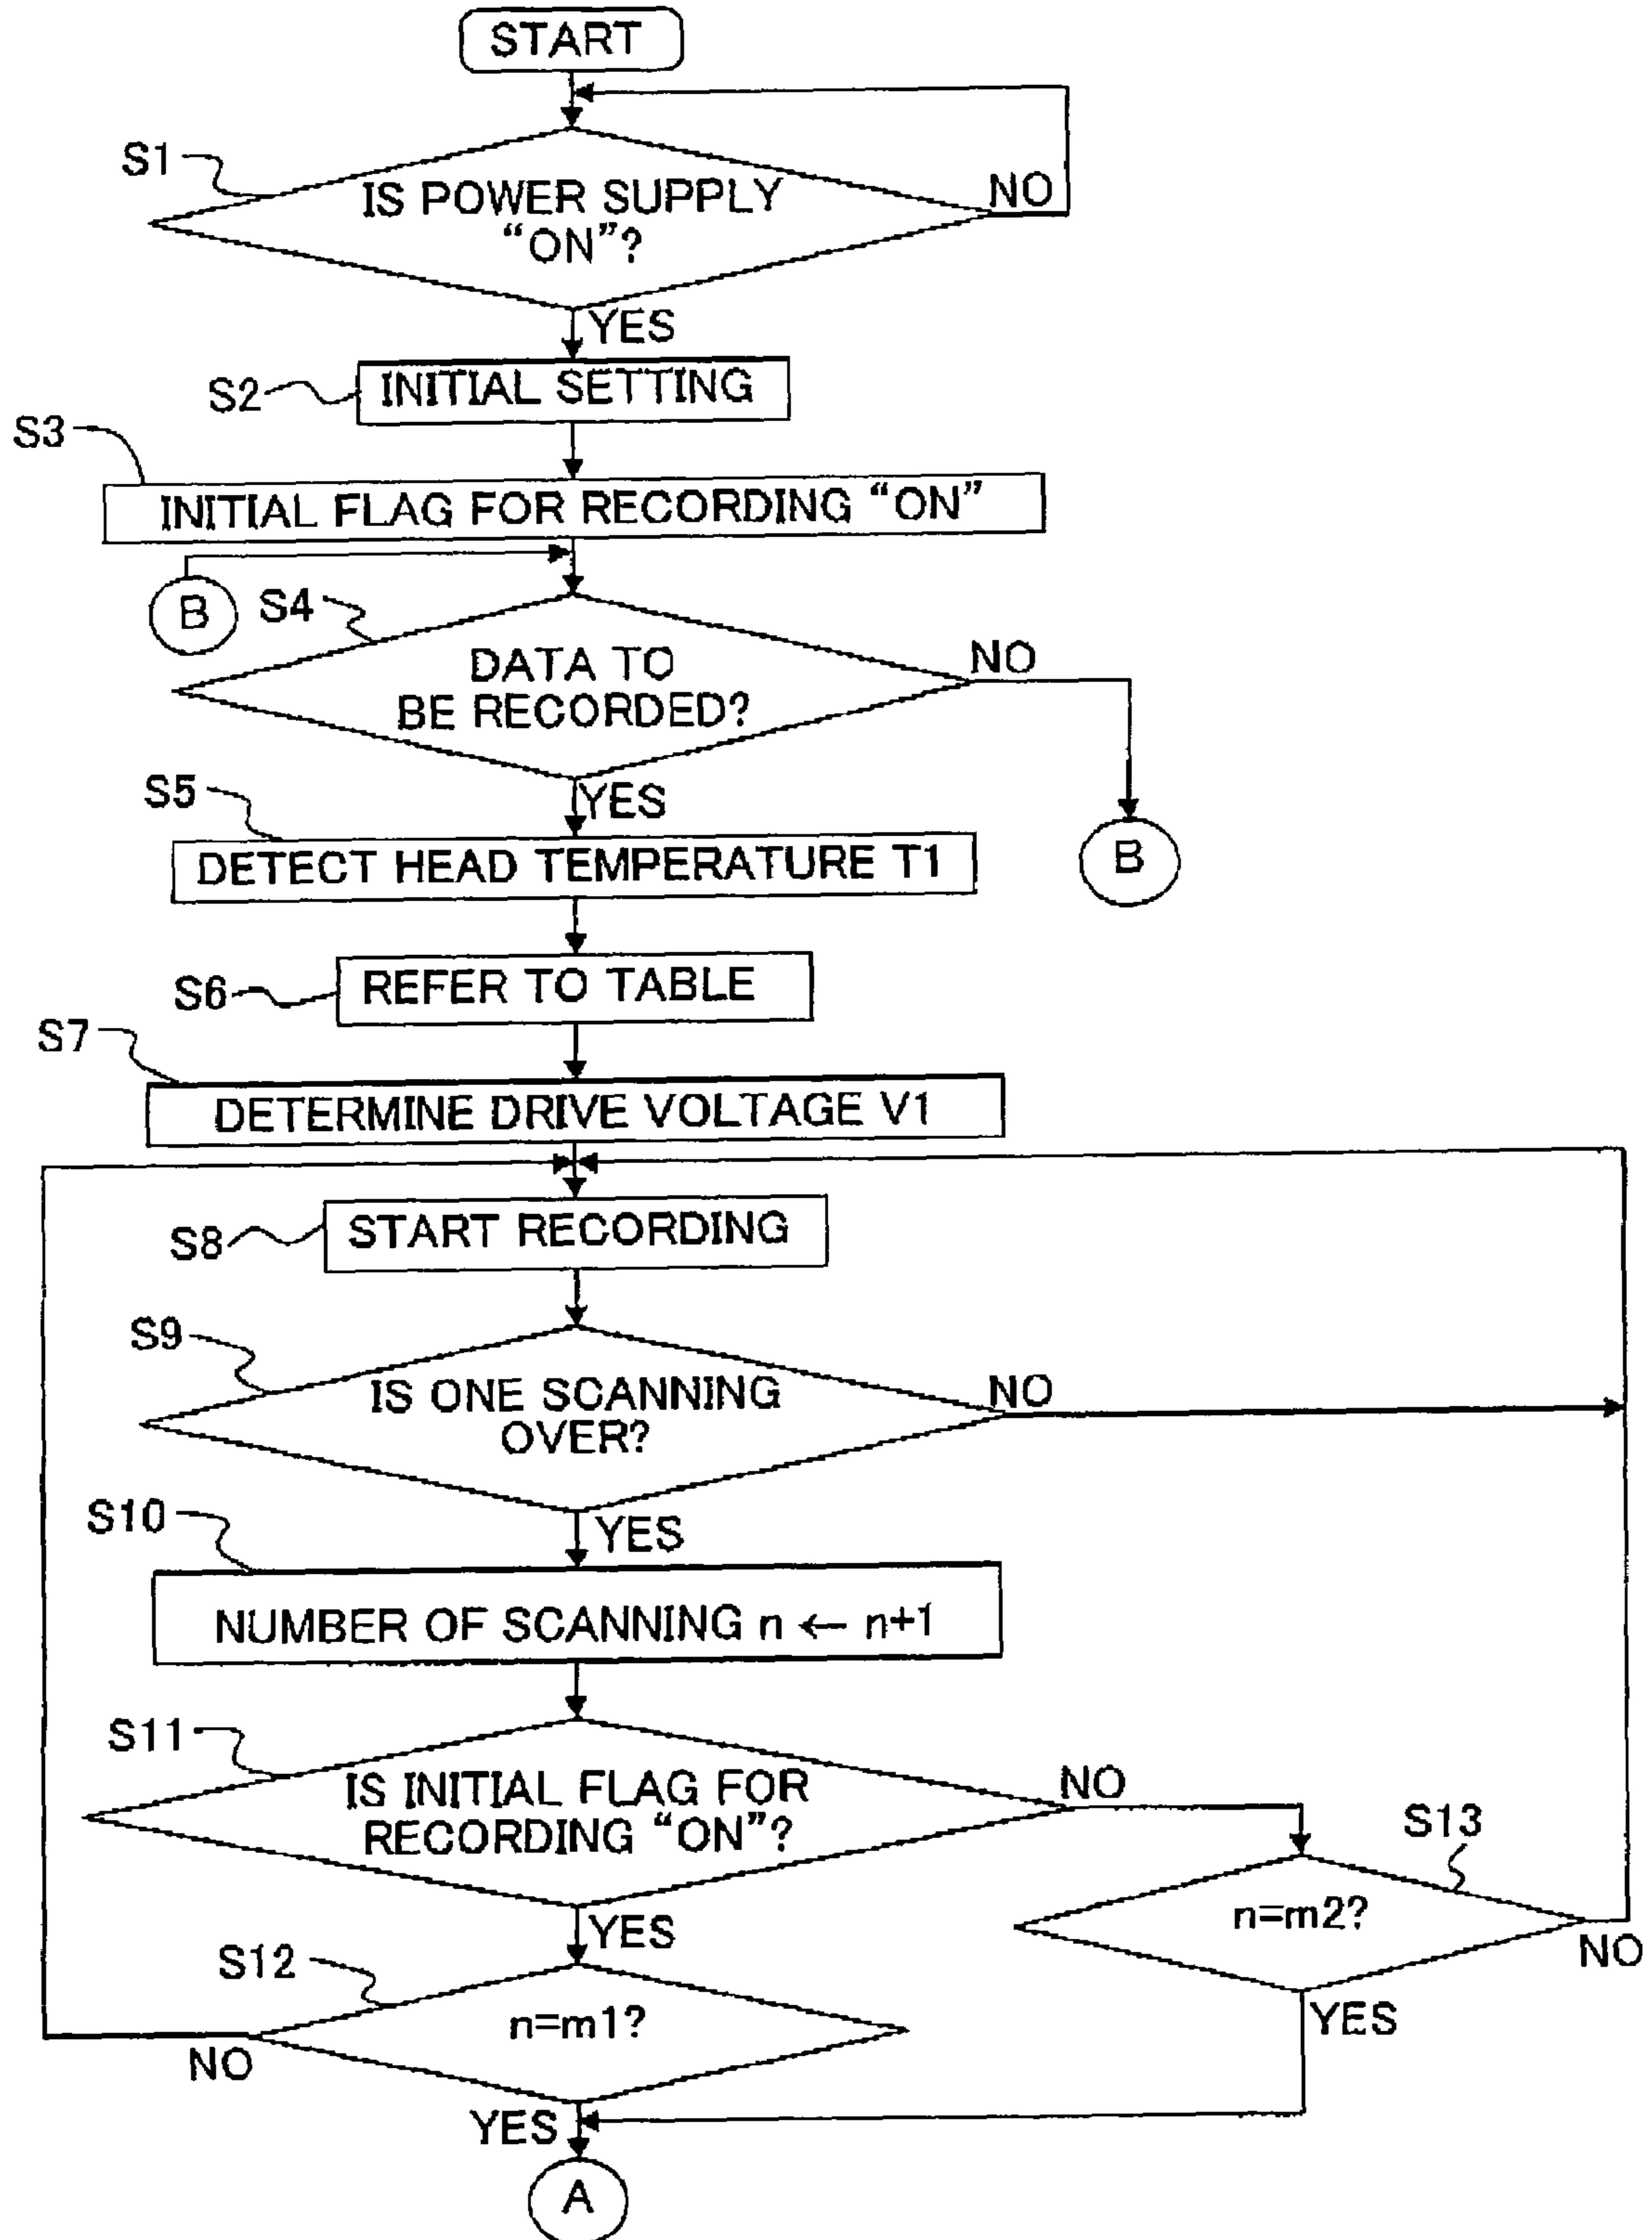 START
S1
IS POWER SUPPLY
“ON”?
NO
YES
S2
INITIAL SETTING
S3
INITIAL FLAG FOR RECORDING “ON”
B
S4
DATA TO
BE RECORDED?
NO
YES
B
S5
DETECT HEAD TEMPERATURE T1
S6
REFER TO TABLE
S7
DETERMINE DRIVE VOLTAGE V1
S8
START RECORDING
S9
IS ONE SCANNING
OVER?
NO
YES
S10
NUMBER OF SCANNING n ← n+1
S11
IS INITIAL FLAG FOR
RECORDING “ON”?
NO
YES
S13
n=m2?
NO
YES
S12
n=m1?
NO
YES
A